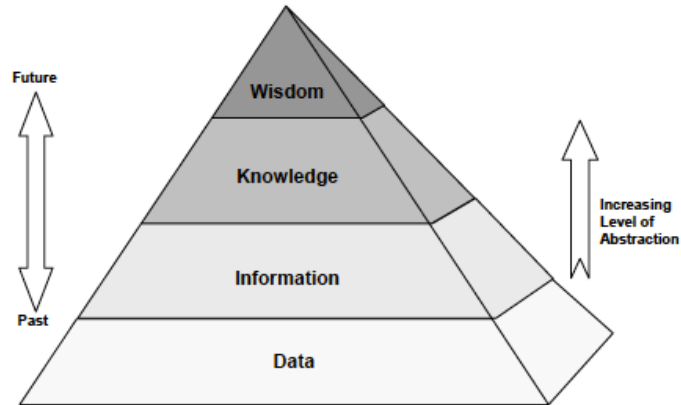 Future
Wisdom
Knowledge
Increasing
Level of
Abstraction
Information
Past
Data